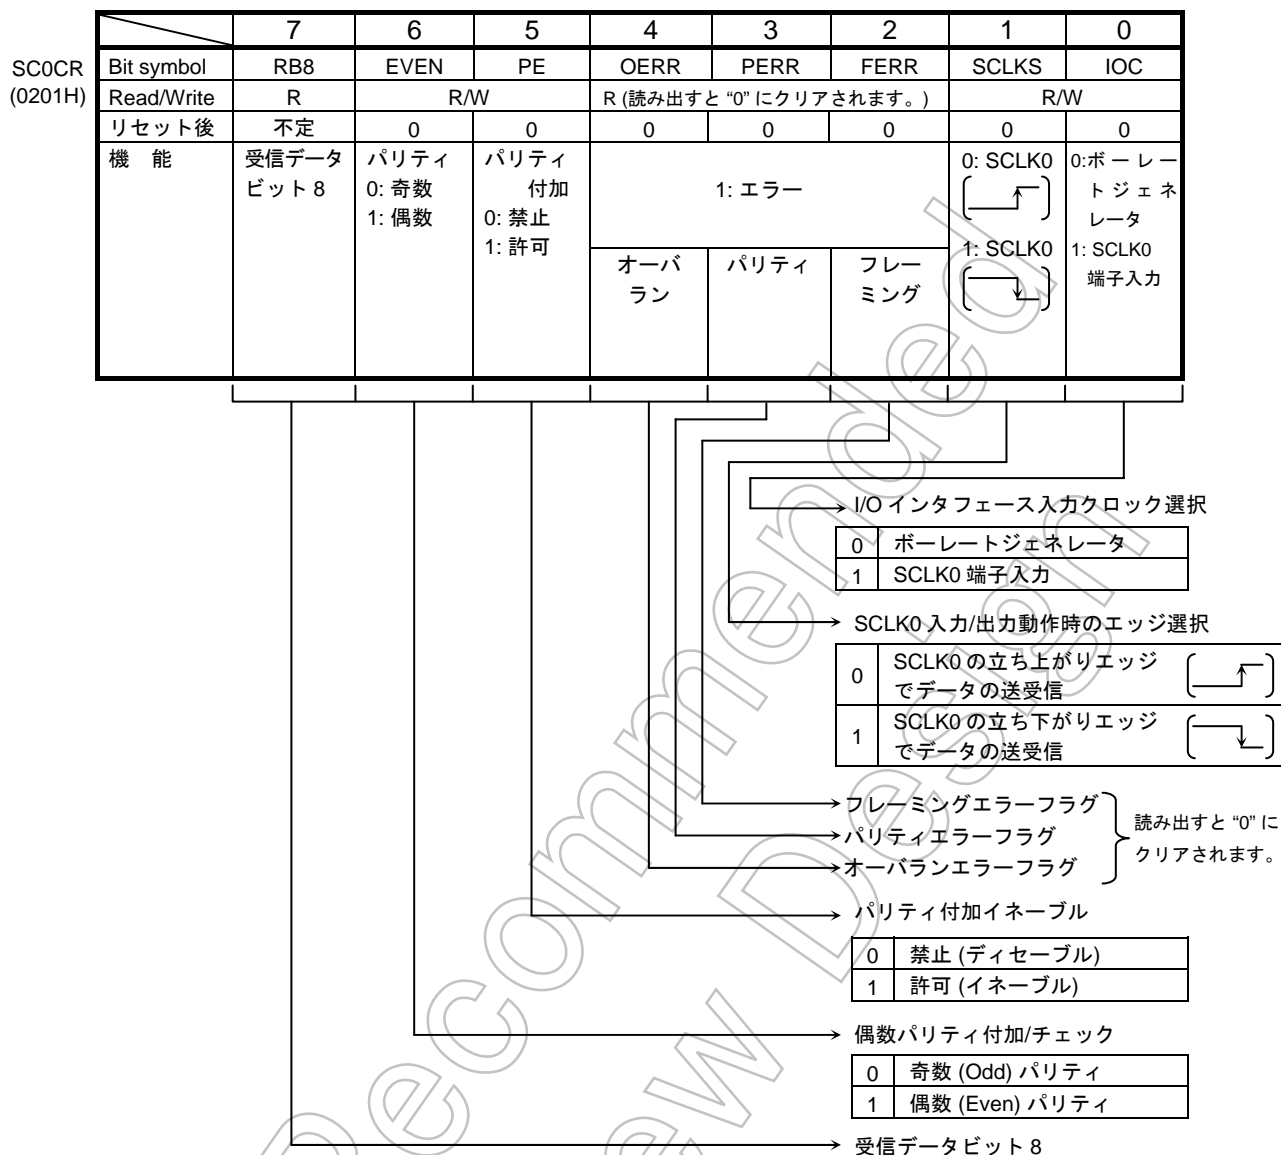 7 6 5 4 3 2 1 0
SC0CR Bit symbol RB8 EVEN PE OERR PERR FERR SCLKS IOC
(0201H) Read/Write R R/W R (読み出すと “0” にクリアされます。) R/W
リセット後 不定 0 0 0 0 0 0 0
機 能 受信データ パリティ パリティ 1: エラー 0: SCLK0 0:ボーレー
ビット 8 0: 奇数 付加 トジェネ
1: 偶数 0: 禁止 レータ
1: 許可 1: SCLK0 1: SCLK0
オーバ パリティ フレー 端子入力
ラン ミング
I/O インタフェース入力クロック選択
0 ボーレートジェネレータ
1 SCLK0 端子入力
SCLK0 入力/出力動作時のエッジ選択
0 SCLK0 の立ち上がりエッジ
でデータの送受信
1 SCLK0 の立ち下がりエッジ
でデータの送受信
フレーミングエラーフラグ
パリティエラーフラグ
オーバランエラーフラグ
読み出すと “0” に
クリアされます。
パリティ付加イネーブル
0 禁止 (ディセーブル)
1 許可 (イネーブル)
偶数パリティ付加/チェック
0 奇数 (Odd) パリティ
1 偶数 (Even) パリティ
受信データビット 8
Recommended
New Design